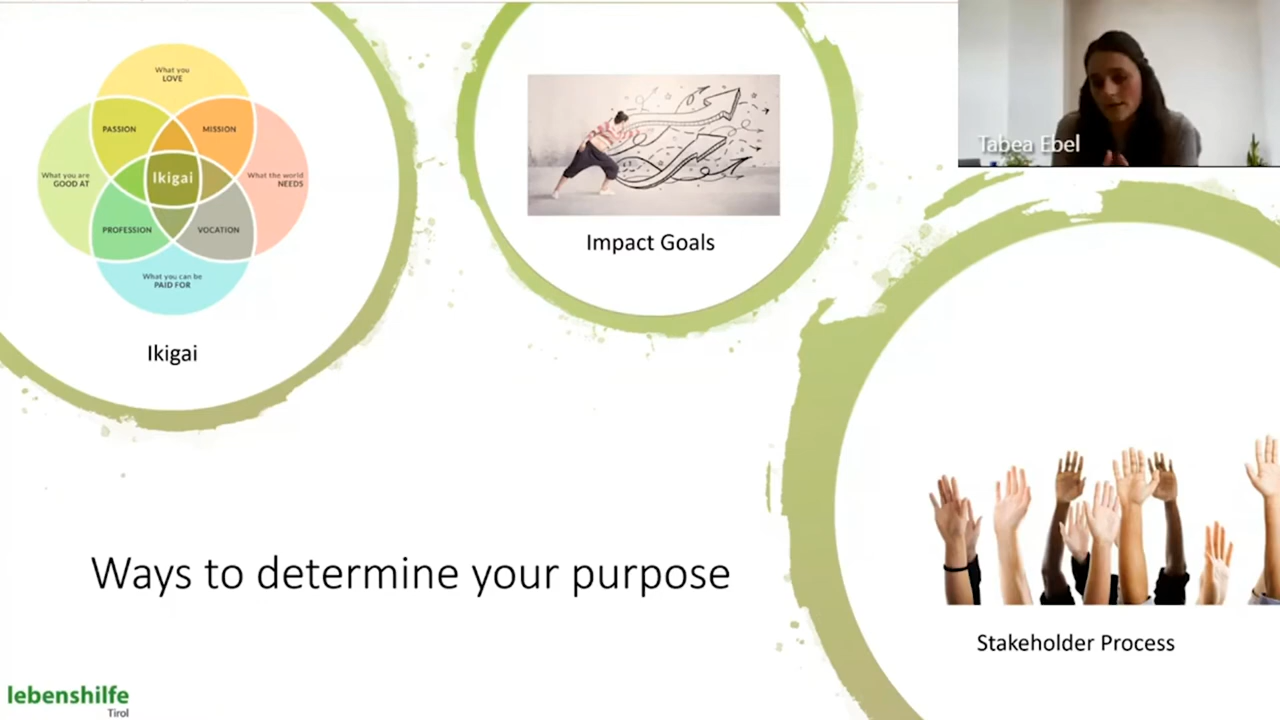 What you
LOVE
PASSION
MISSION
What you are
GOOD AT
Ikigai
What the world
NEEDS
PROFESSION
VOCATION
What you can be
PAID FOR
Ikigai
Impact Goals
Tabea Ebel
Ways to determine your purpose
Stakeholder Process
lebenshilfe
Tirol